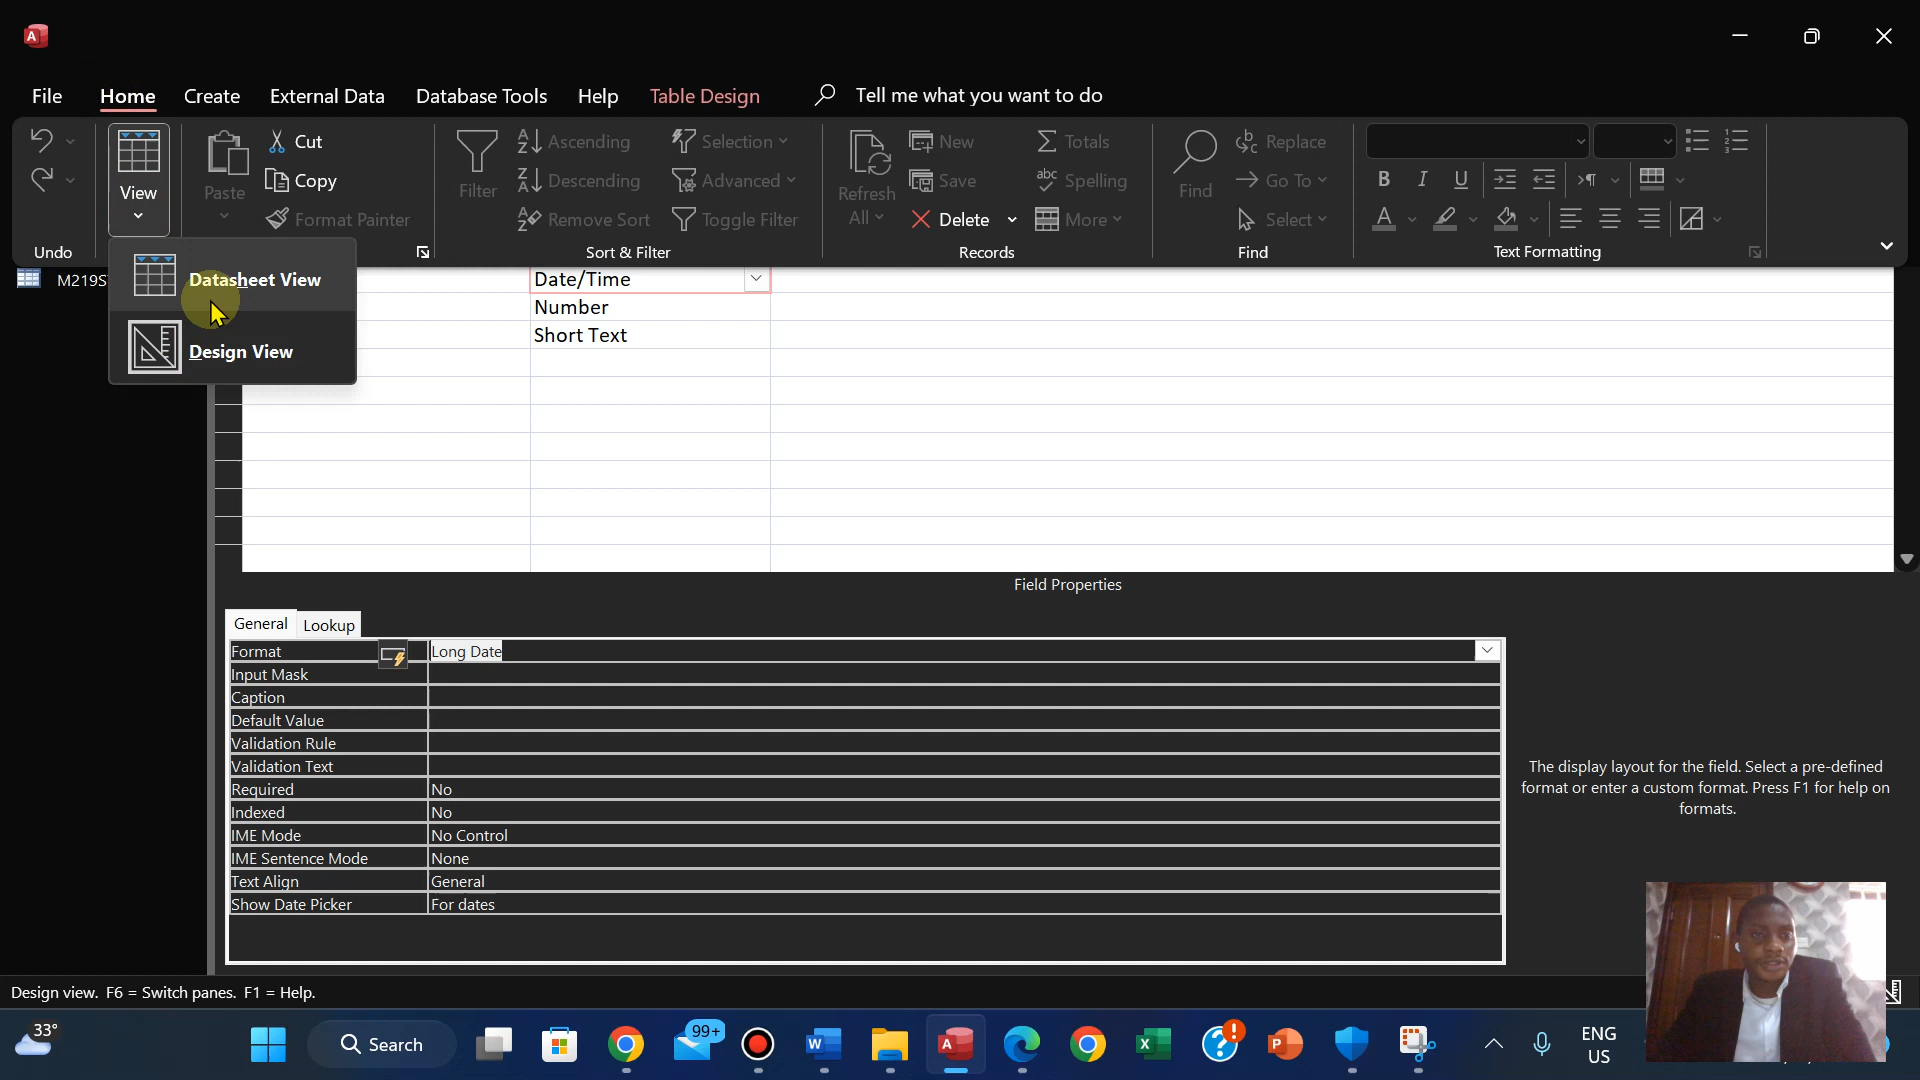 File Home Create External Data Database Tools Help Table Design Tell me what you want to do
View
Paste
Cut
Copy
Format Painter
Undo
Filter
Ascending
Descending
Remove Sort
Selection
Advanced
Toggle Filter
Sort & Filter
Refresh
All
New
Save
Delete
Totals
Spelling
More
Records
Find
Replace
Go To
Select
Find
B I U
Text Formatting
Datasheet View
Design View
Date/Time
Number
Short Text
Field Properties
General Lookup
Format Long Date
Input Mask
Caption
Default Value
Validation Rule
Validation Text
Required No
Indexed No
IME Mode No Control
IME Sentence Mode None
Text Align General
Show Date Picker For dates
The display layout for the field. Select a pre-defined
format or enter a custom format. Press F1 for help on
formats.
Design view. F6 = Switch panes. F1 = Help.
33°
Search
99+
ENG
US